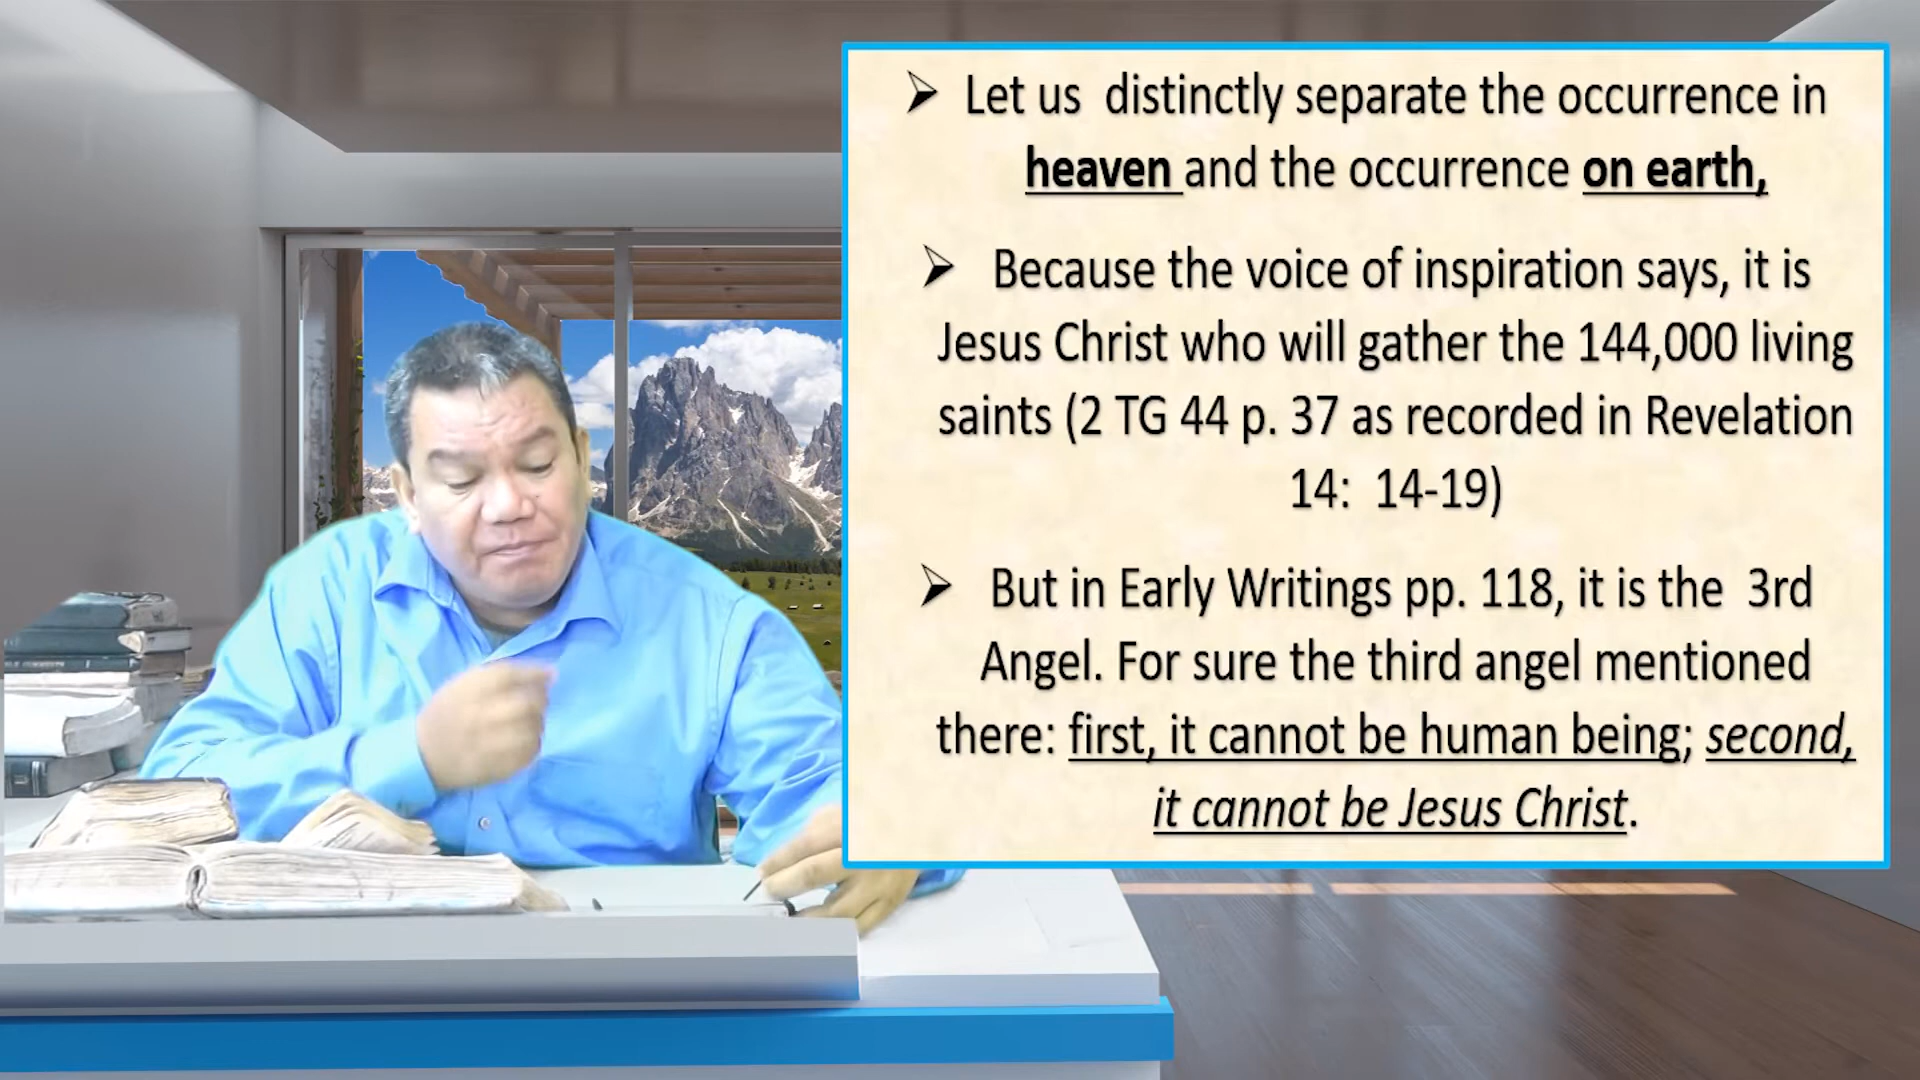 ➢ Let us distinctly separate the occurrence in
heaven and the occurrence on earth,
➢ Because the voice of inspiration says, it is
Jesus Christ who will gather the 144,000 living
saints (2 TG 44 p. 37 as recorded in Revelation
14: 14-19)
➢ But in Early Writings pp. 118, it is the 3rd
Angel. For sure the third angel mentioned
there: first, it cannot be human being; second,
it cannot be Jesus Christ.